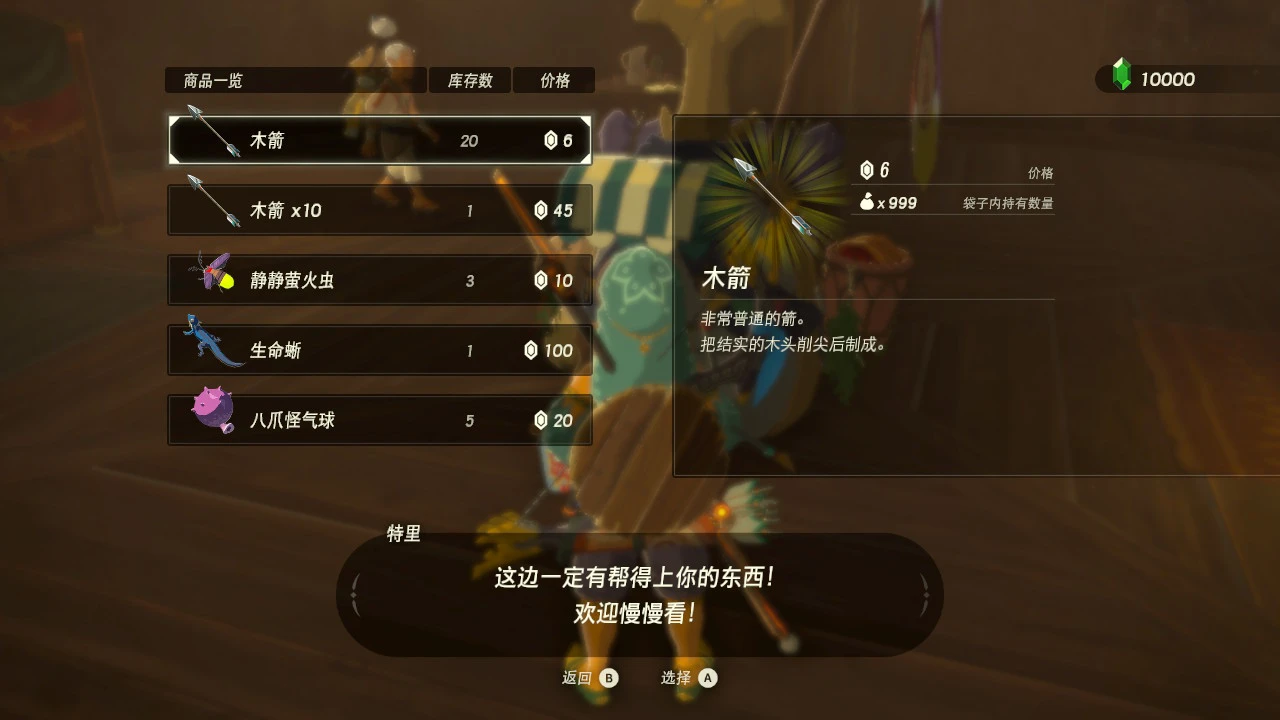 商品一览 库存数 价格
10000
木箭 20 6
木箭 x10 1 45
静静萤火虫 3 10
生命蜥 1 100
八爪怪气球 5 20
6 价格
x 999 袋子内持有数量
木箭
非常普通的箭。
把结实的木头削尖后制成。
特里
这边一定有帮得上你的东西!
欢迎慢慢看!
返回 B 选择 A